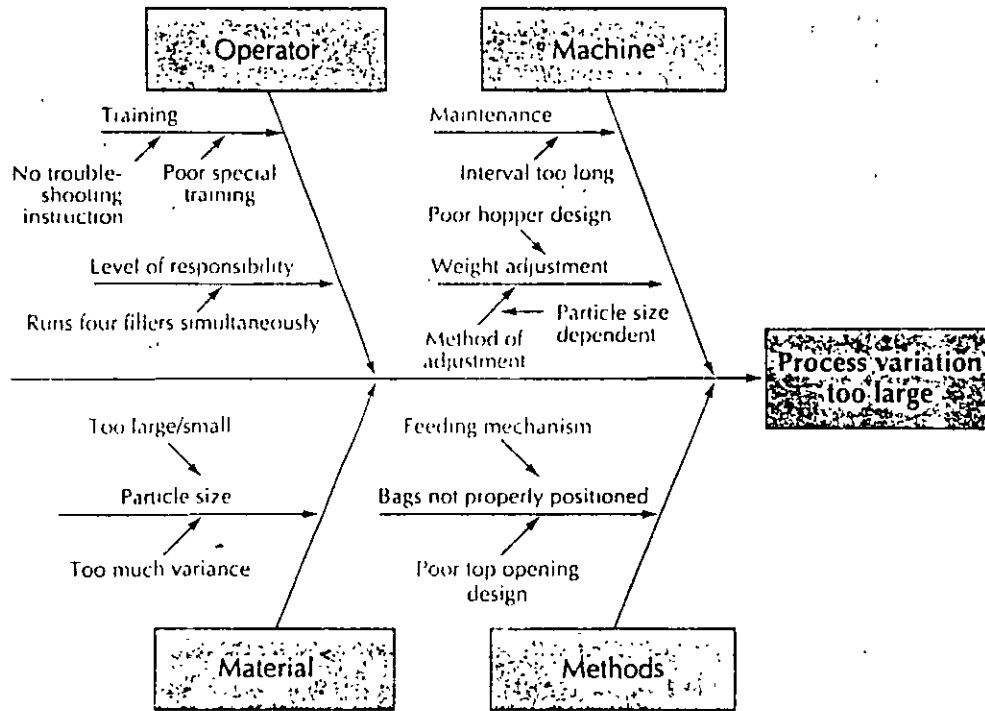 Operator
Machine
Training
No trouble-
shooting
instruction
Poor special
training
Maintenance
Interval too long
Poor hopper design
Level of responsibility
Runs four fillers simultaneously
Weight adjustment
Method of
adjustment
Particle size
dependent
Process variation
too large
Too large/small
Particle size
Too much variance
Feeding mechanism
Bags not properly positioned
Poor top opening
design
Material
Methods